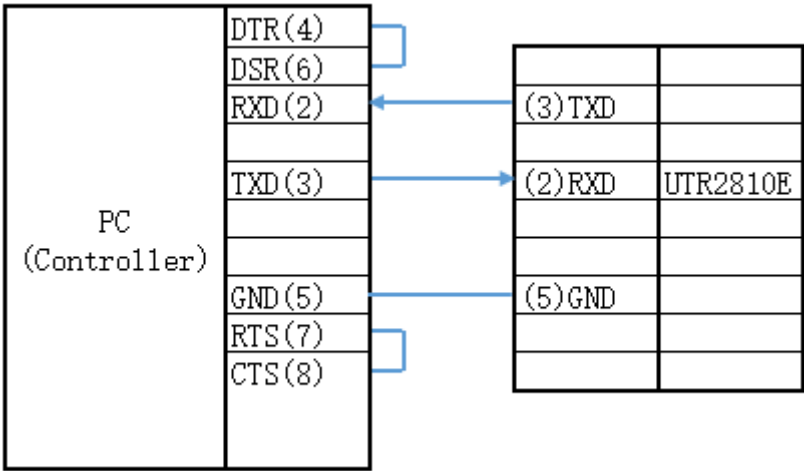 DTR(4)
DSR(6)
RXD(2)
(3)TXD
TXD(3)
(2)RXD
UTR2810E
PC
(Controller)
GND(5)
(5)GND
RTS(7)
CTS(8)